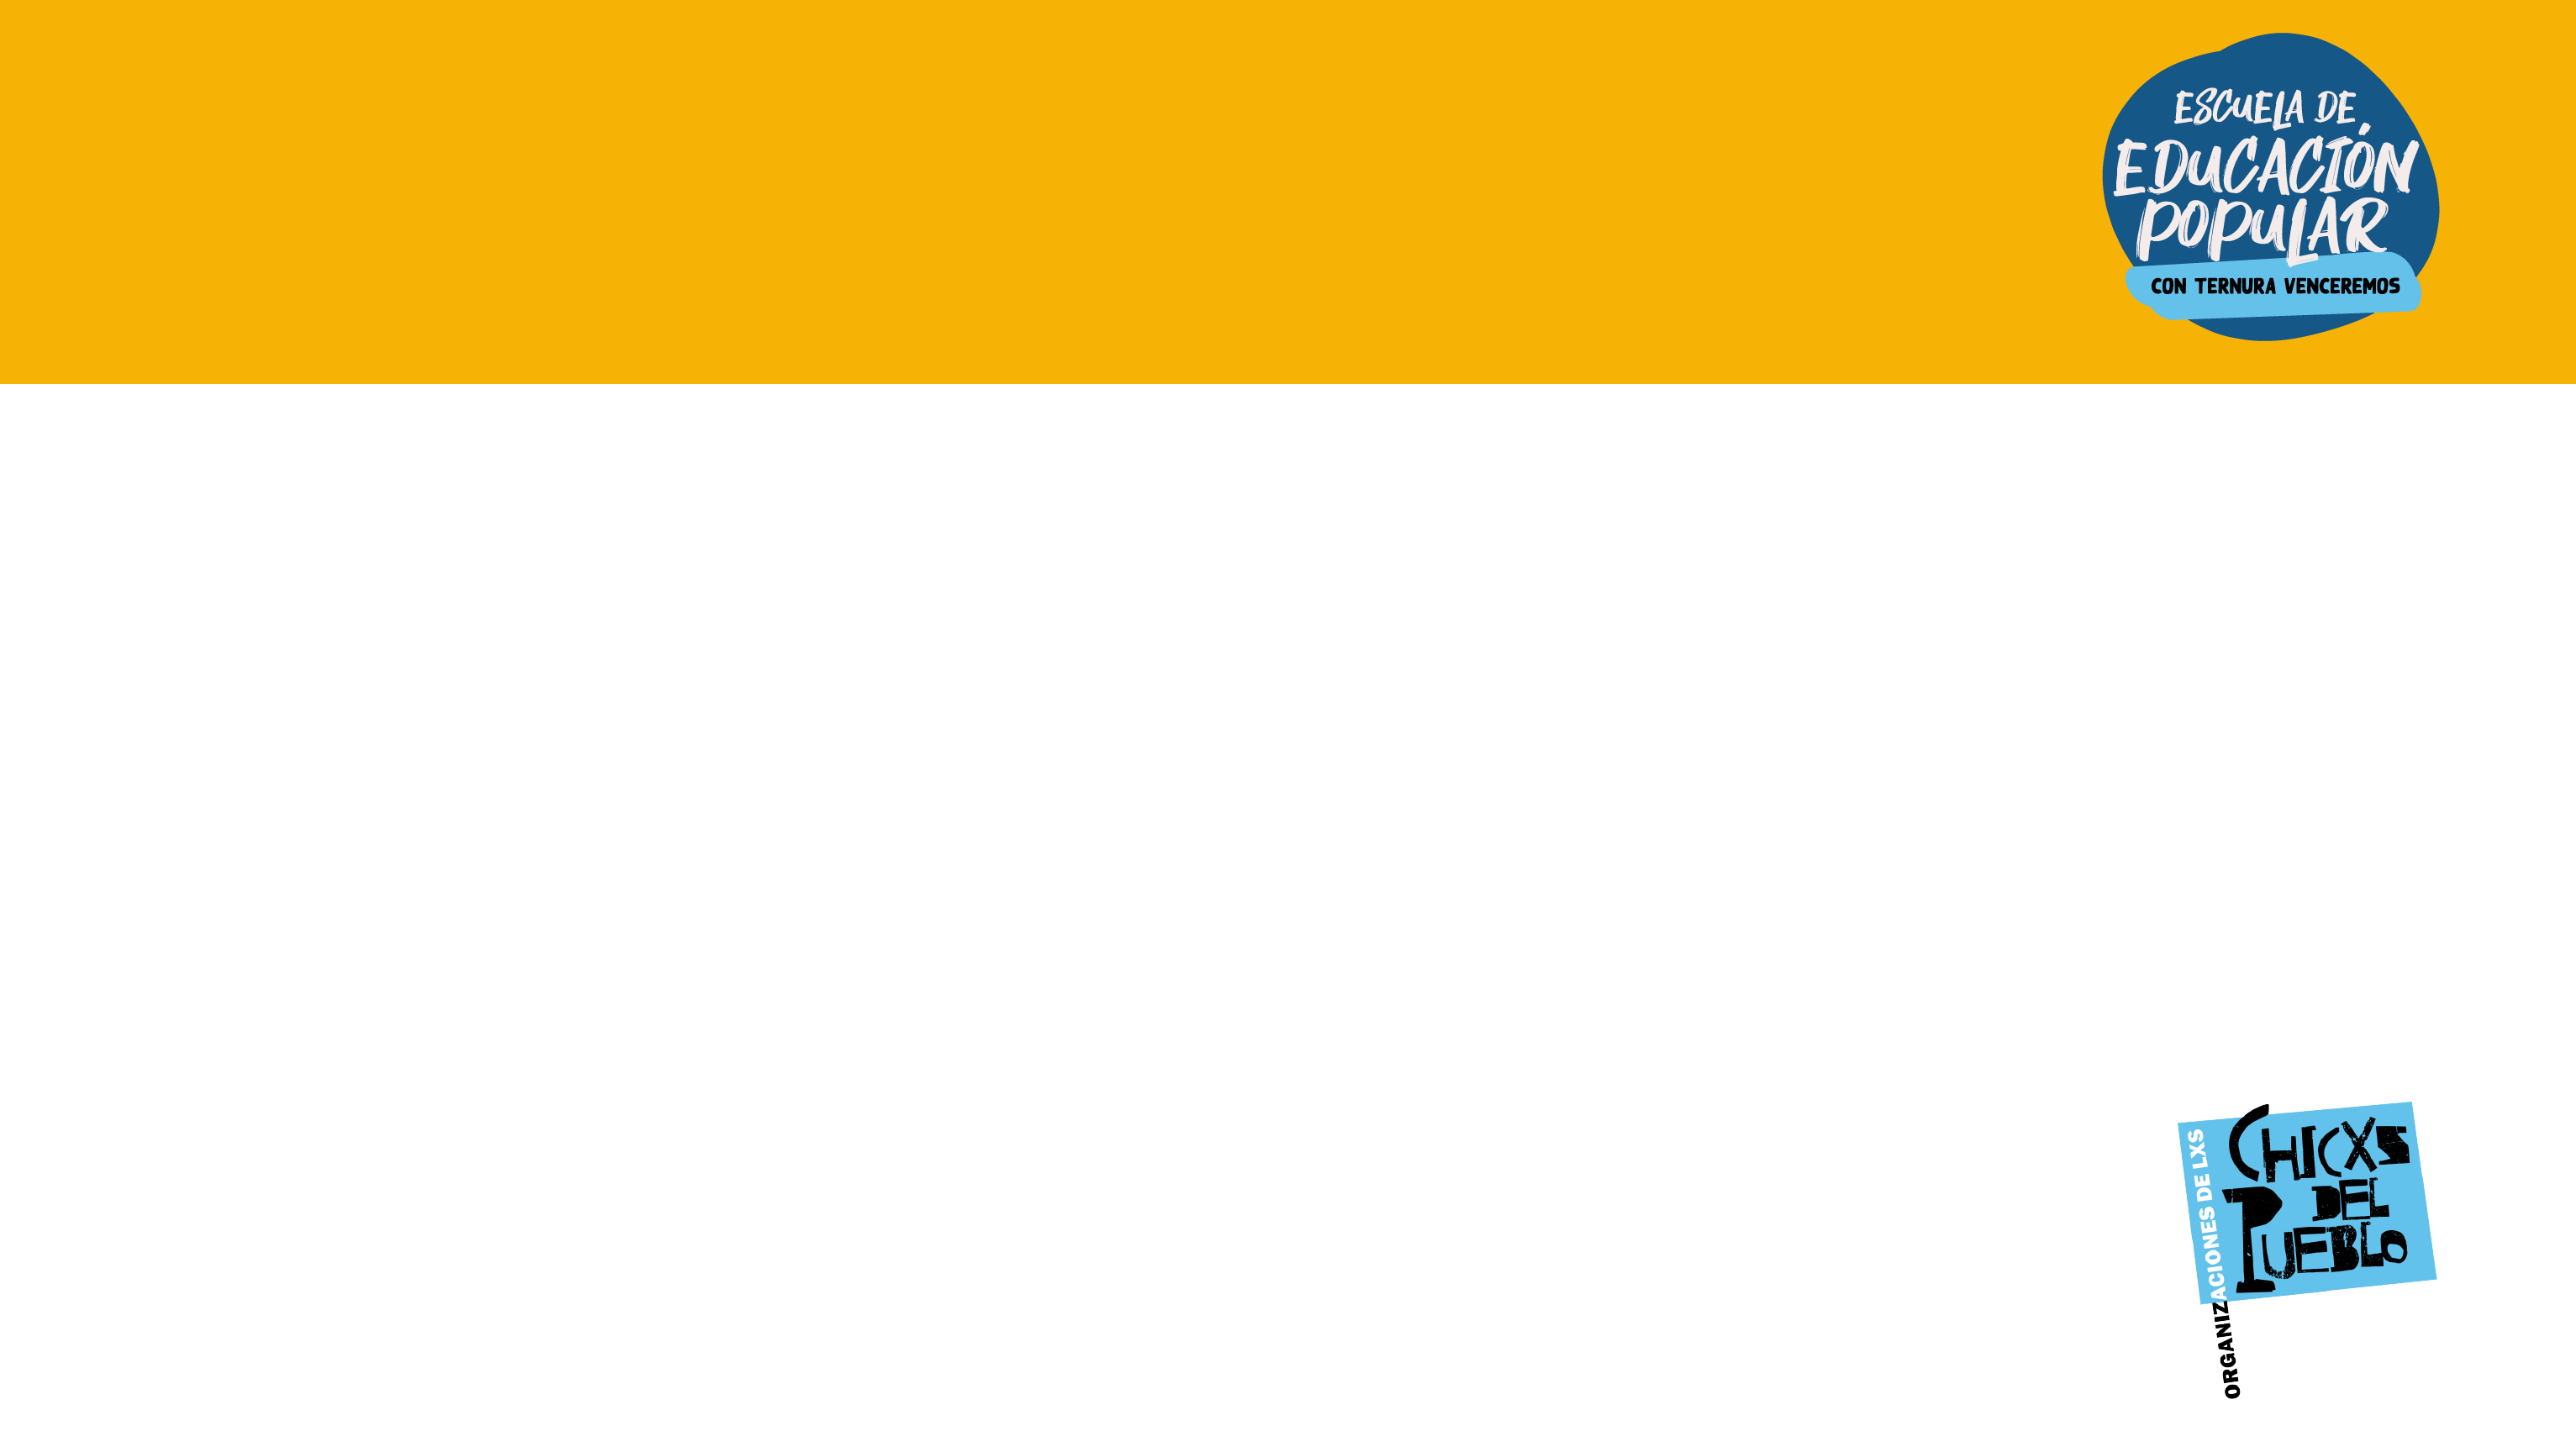 ESCUELA DE
EDUCACIÓN
POPULAR
CON TERNURA VENCEREMOS
ORGANIZACIONES DE LXS
CHICXS
DEL
PUEBLO